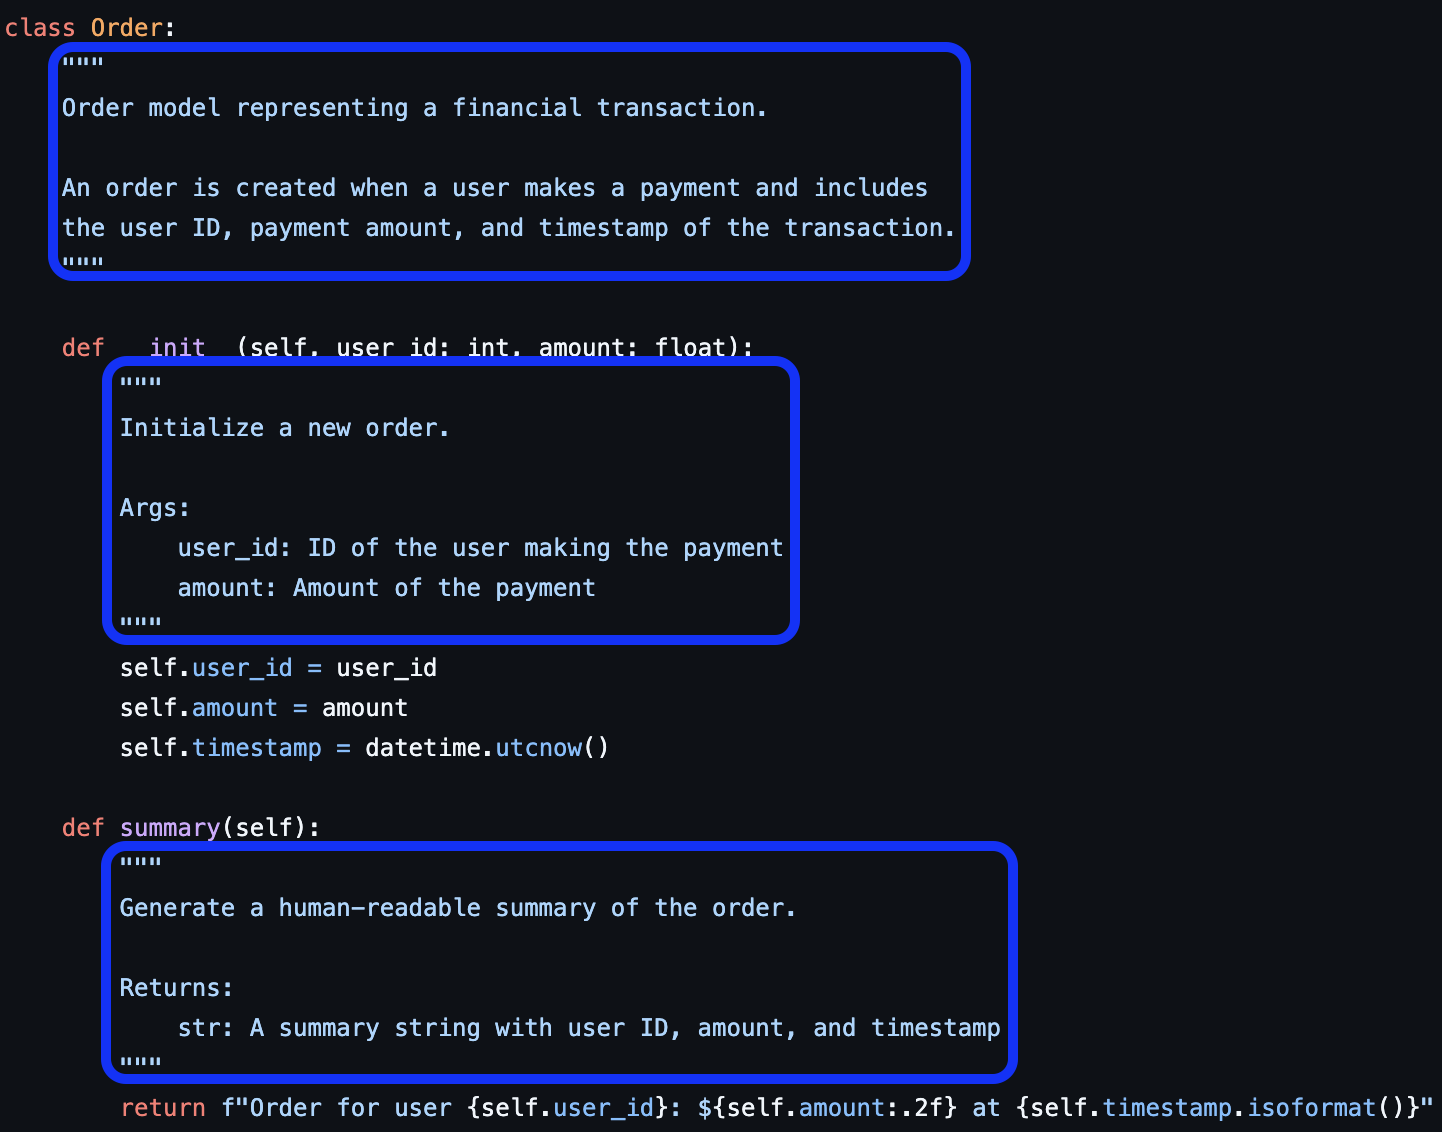 class Order:
    """
    Order model representing a financial transaction.

    An order is created when a user makes a payment and includes
    the user ID, payment amount, and timestamp of the transaction.
    """

    def __init__(self, user_id: int, amount: float):
        """
        Initialize a new order.

        Args:
            user_id: ID of the user making the payment
            amount: Amount of the payment
        """
        self.user_id = user_id
        self.amount = amount
        self.timestamp = datetime.utcnow()

    def summary(self):
        """
        Generate a human-readable summary of the order.

        Returns:
            str: A summary string with user ID, amount, and timestamp
        """
        return f"Order for user {self.user_id}: ${self.amount:.2f} at {self.timestamp.isoformat()}"